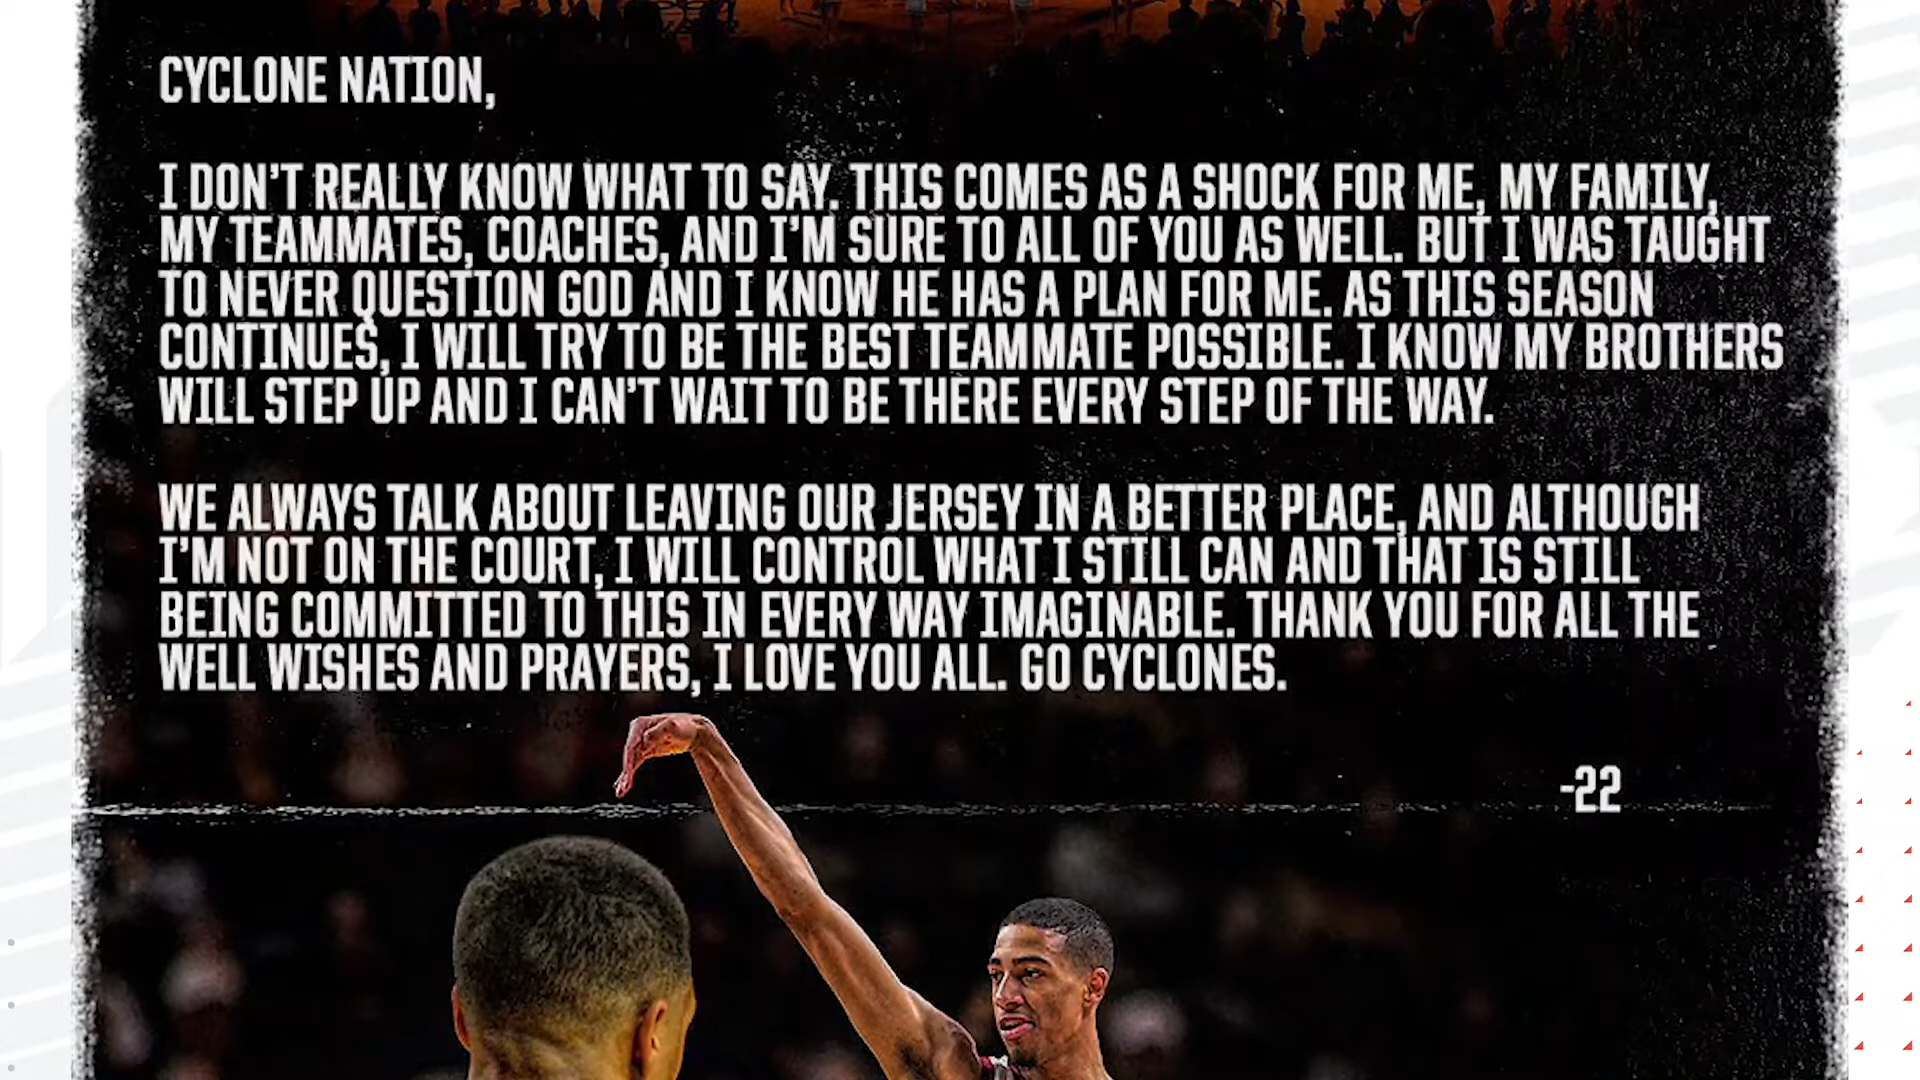 CYCLONE NATION,
I DON'T REALLY KNOW WHAT TO SAY. THIS COMES AS A SHOCK FOR ME, MY FAMILY,
MY TEAMMATES, COACHES, AND I'M SURE TO ALL OF YOU AS WELL. BUT I WAS TAUGHT
TO NEVER QUESTION GOD AND I KNOW HE HAS A PLAN FOR ME. AS THIS SEASON
CONTINUES, I WILL TRY TO BE THE BEST TEAMMATE POSSIBLE. I KNOW MY BROTHERS
WILL STEP UP AND I CAN'T WAIT TO BE THERE EVERY STEP OF THE WAY.
WE ALWAYS TALK ABOUT LEAVING OUR JERSEY IN A BETTER PLACE, AND ALTHOUGH
I'M NOT ON THE COURT, I WILL CONTROL WHAT I STILL CAN AND THAT IS STILL
BEING COMMITTED TO THIS IN EVERY WAY IMAGINABLE. THANK YOU FOR ALL THE
WELL WISHES AND PRAYERS, I LOVE YOU ALL. GO CYCLONES.
-22